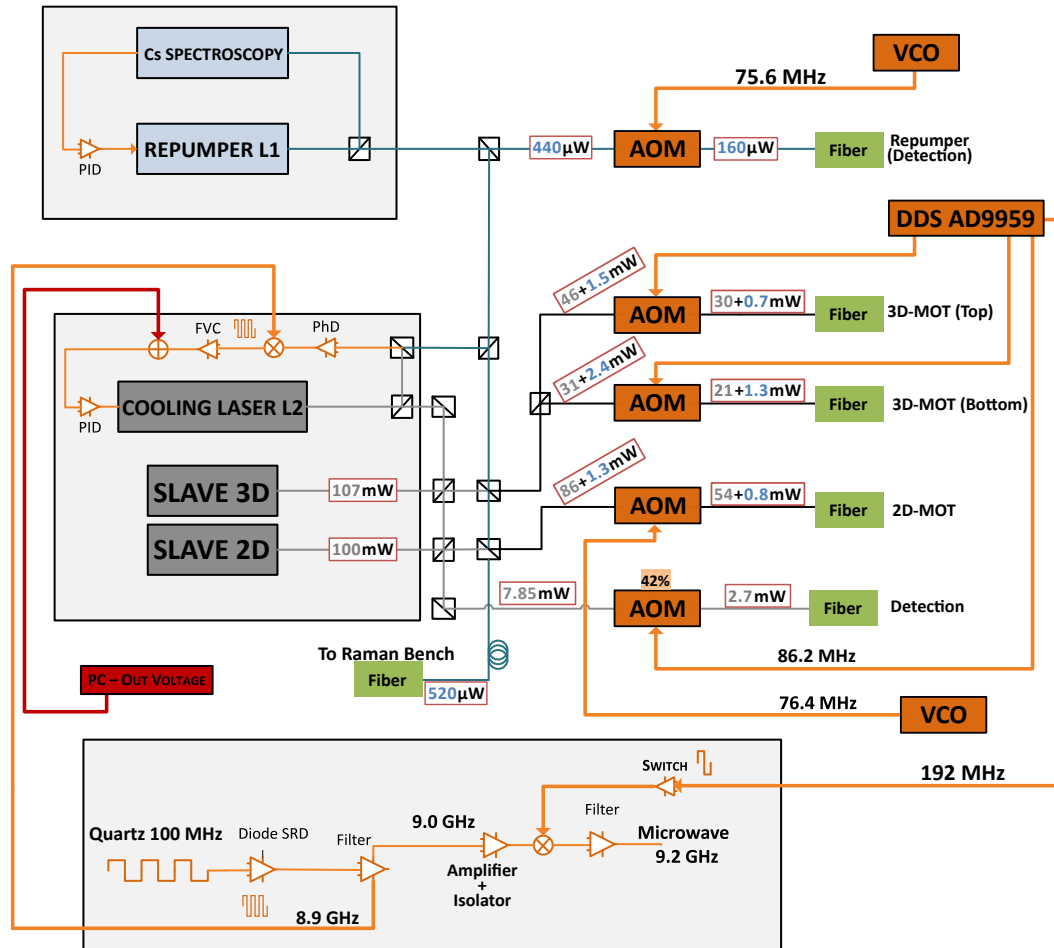 Cs SPECTROSCOPY
REPUMPER L1
PID
VCO
75.6 MHz
440µW
AOM
160µW
Fiber
Repumper
(Detection)
DDS AD9959
46+1.5mW
AOM
30+0.7mW
Fiber
3D-MOT (Top)
FVC
PhD
31+2.4mW
AOM
21+1.3mW
Fiber
3D-MOT (Bottom)
PID
COOLING LASER L2
SLAVE 3D
107mW
86+1.3mW
AOM
54+0.8mW
Fiber
2D-MOT
SLAVE 2D
100mW
42%
7.85mW
AOM
2.7mW
Fiber
Detection
To Raman Bench
Fiber
520µW
86.2 MHz
PC – OUT VOLTAGE
76.4 MHz
VCO
SWITCH
192 MHz
Quartz 100 MHz
Diode SRD
Filter
9.0 GHz
Filter
Microwave
9.2 GHz
Amplifier
+
Isolator
8.9 GHz